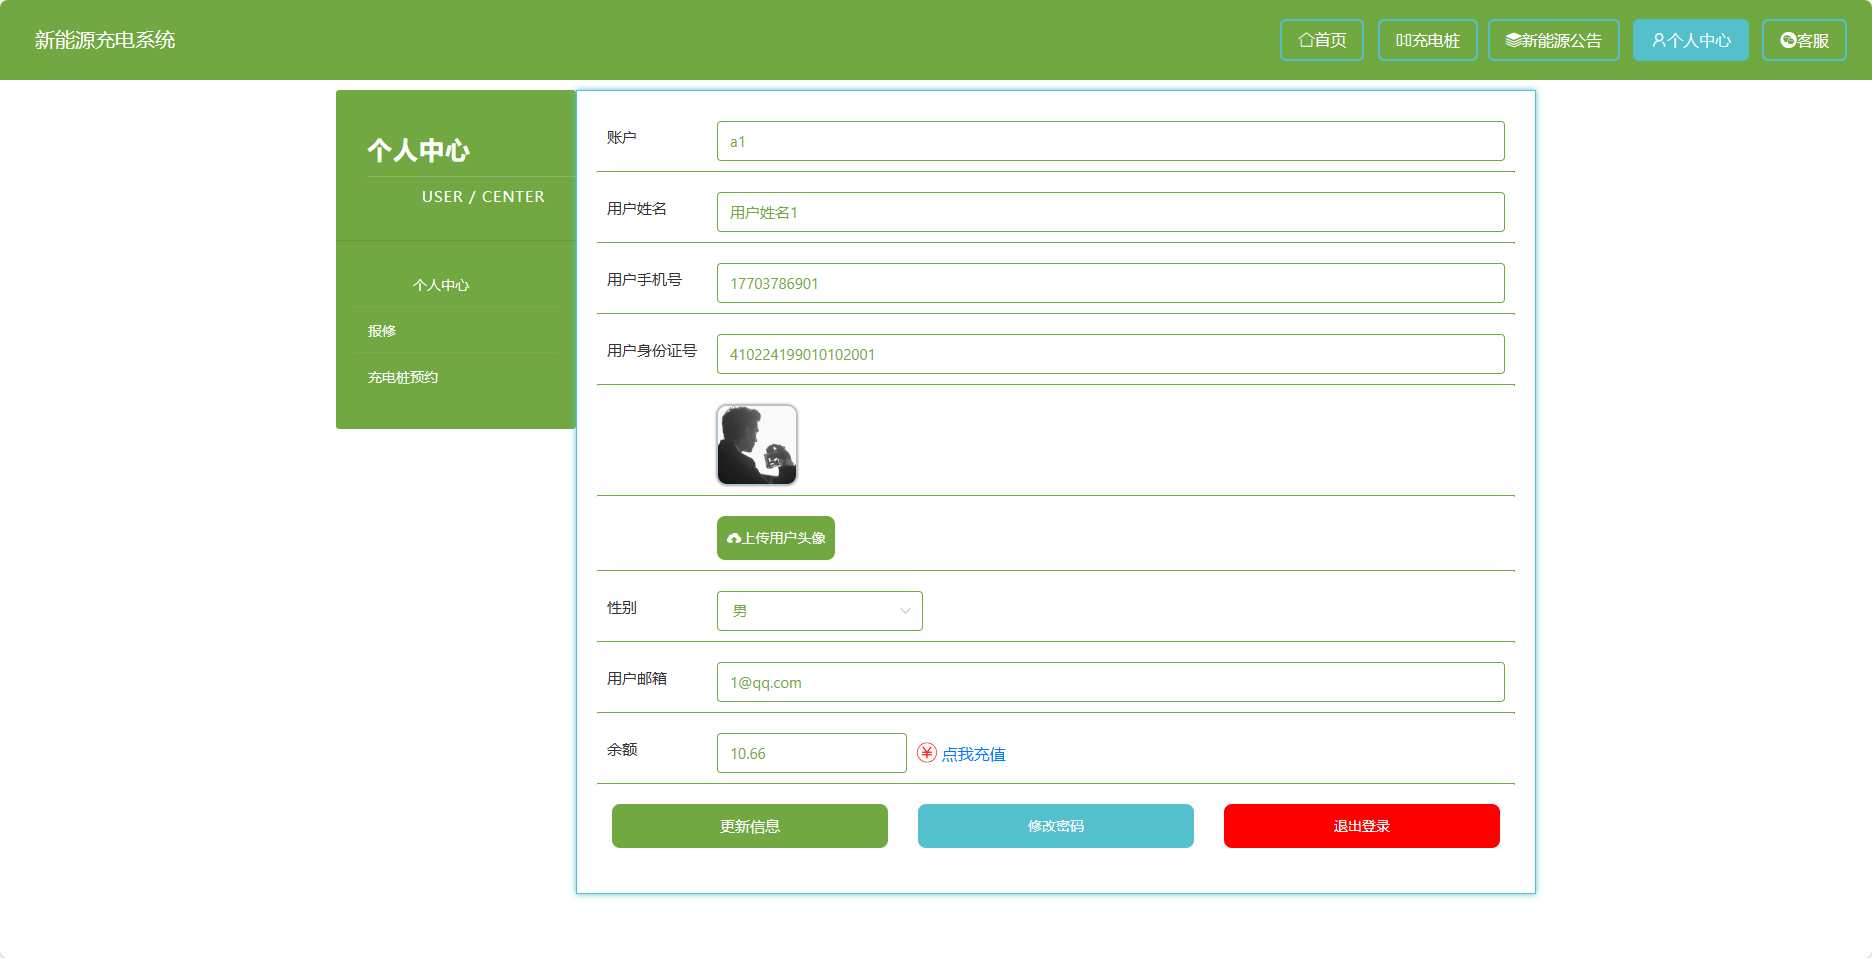 新能源充电系统
首页
充电桩
新能源公告
个人中心
客服
个人中心
USER / CENTER
个人中心
报修
充电桩预约
账户
a1
用户姓名
用户姓名1
用户手机号
17703786901
用户身份证号
410224199010102001
上传用户头像
性别
男
用户邮箱
1@qq.com
余额
10.66
点我充值
更新信息
修改密码
退出登录